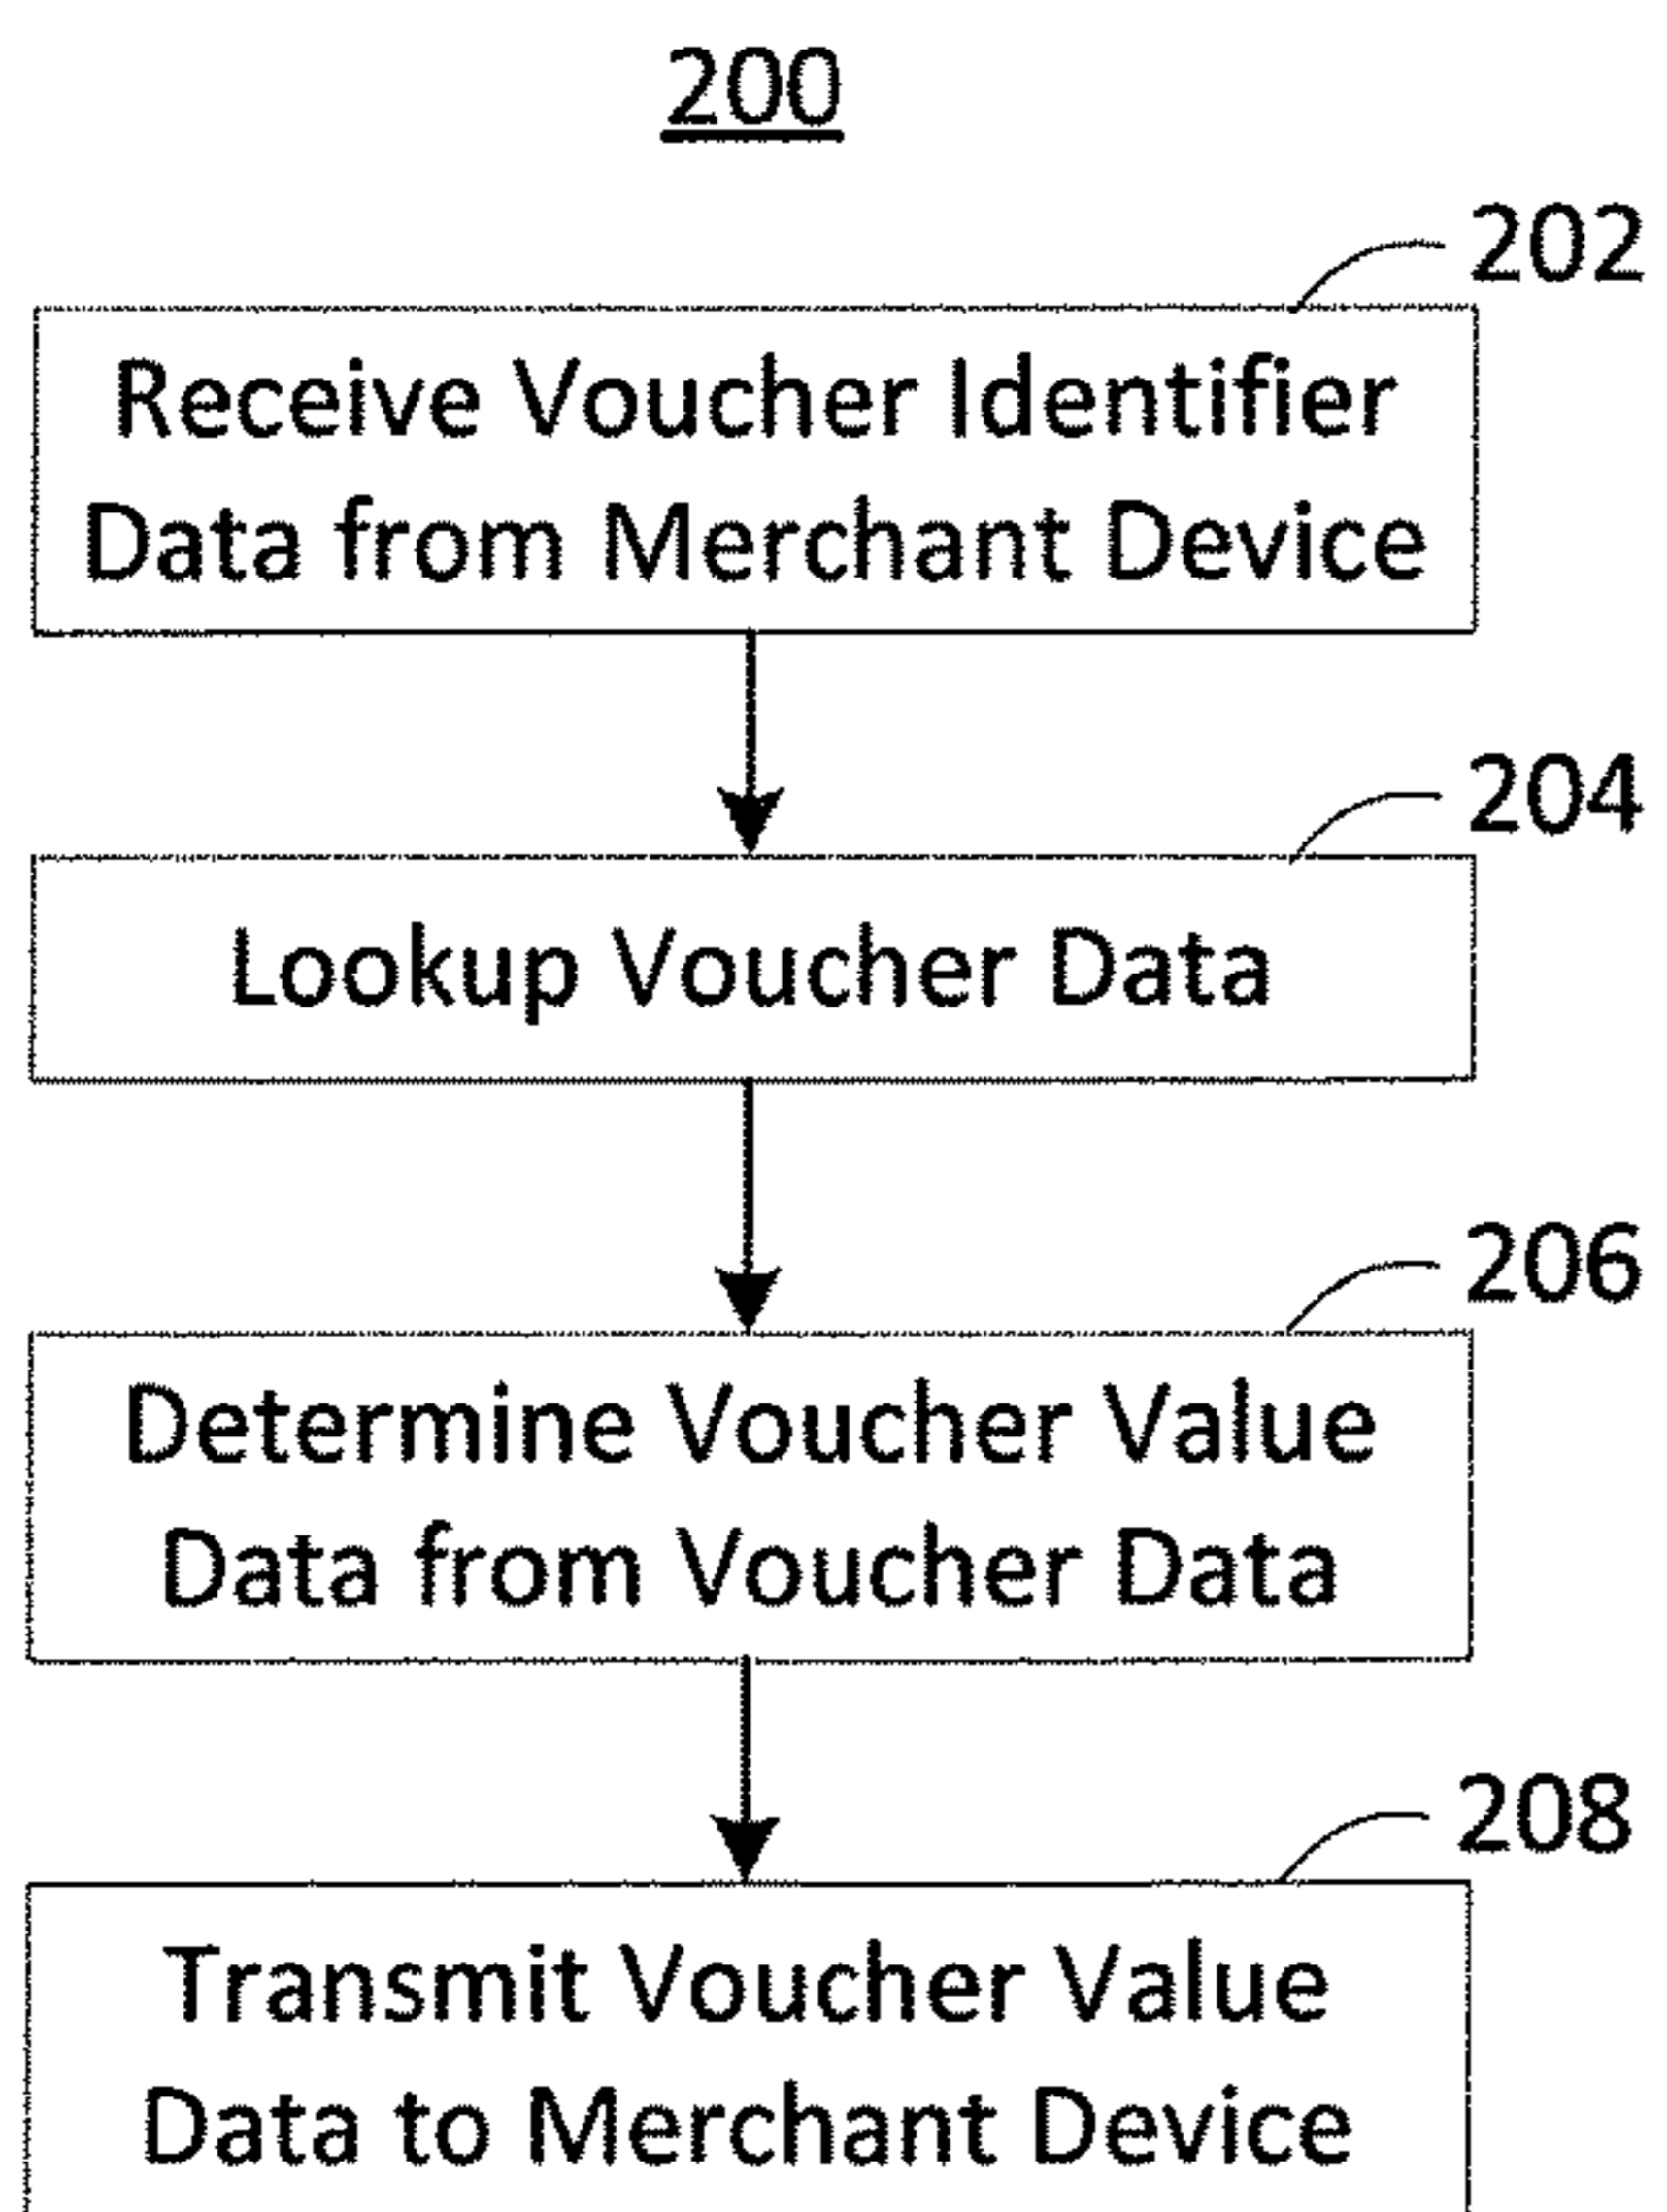 200
202
Receive Voucher Identifier
Data from Merchant Device
204
Lookup Voucher Data
206
Determine Voucher Value
Data from Voucher Data
208
Transmit Voucher Value
Data to Merchant Device